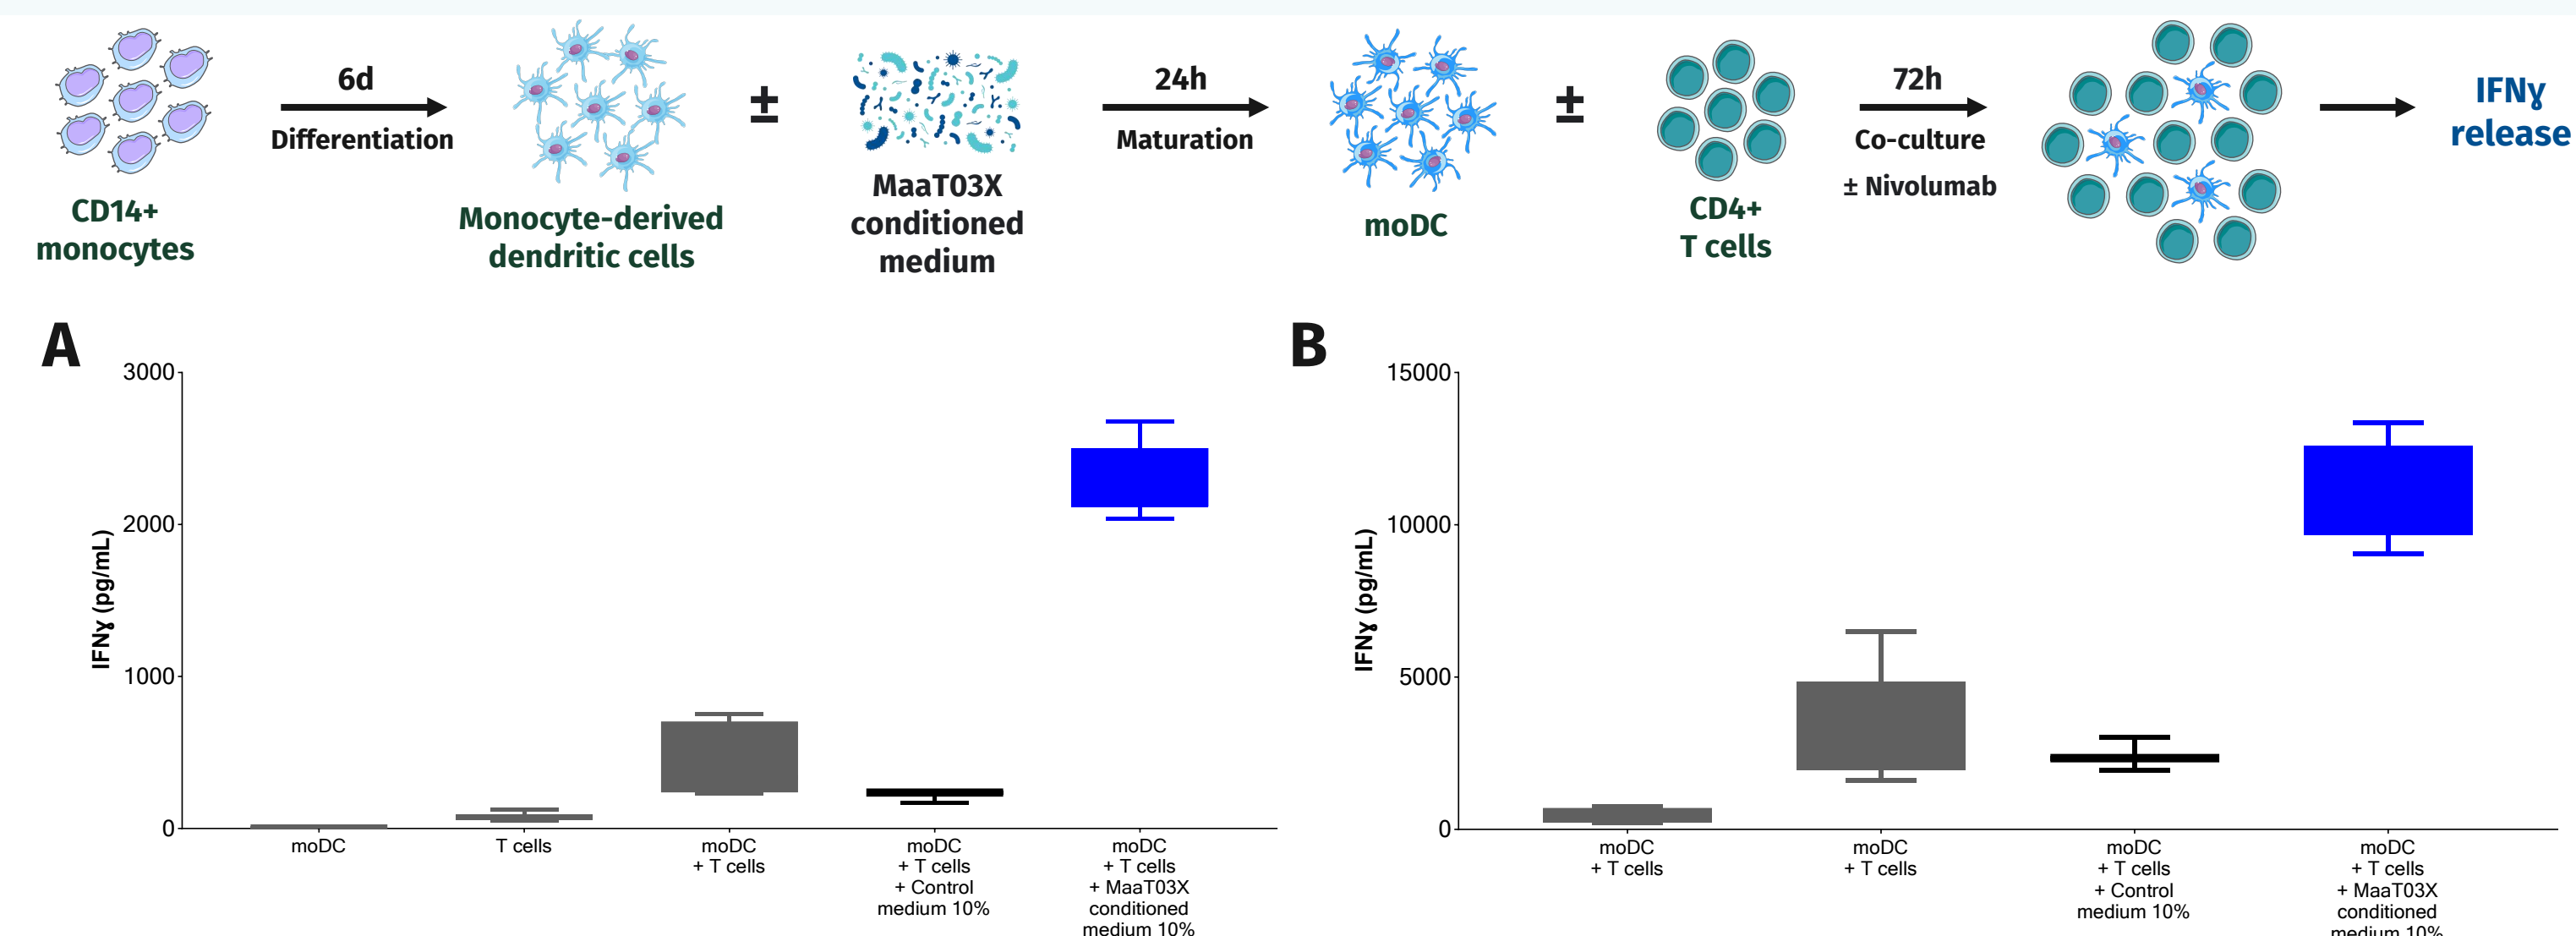 6d
Differentiation
CD14+
monocytes
Monocyte-derived
dendritic cells
±
MaaT03X
conditioned
medium
24h
Maturation
moDC
±
CD4+
T cells
72h
Co-culture
± Nivolumab
IFNɣ
release
A
3000
2000
1000
0
IFNɣ (pg/mL)
moDC
T cells
moDC
+ T cells
moDC
+ T cells
+ Control
medium 10%
moDC
+ T cells
+ MaaT03X
conditioned
medium 10%
B
15000
10000
5000
0
IFNɣ (pg/mL)
moDC
+ T cells
moDC
+ T cells
moDC
+ T cells
+ Control
medium 10%
moDC
+ T cells
+ MaaT03X
conditioned
medium 10%